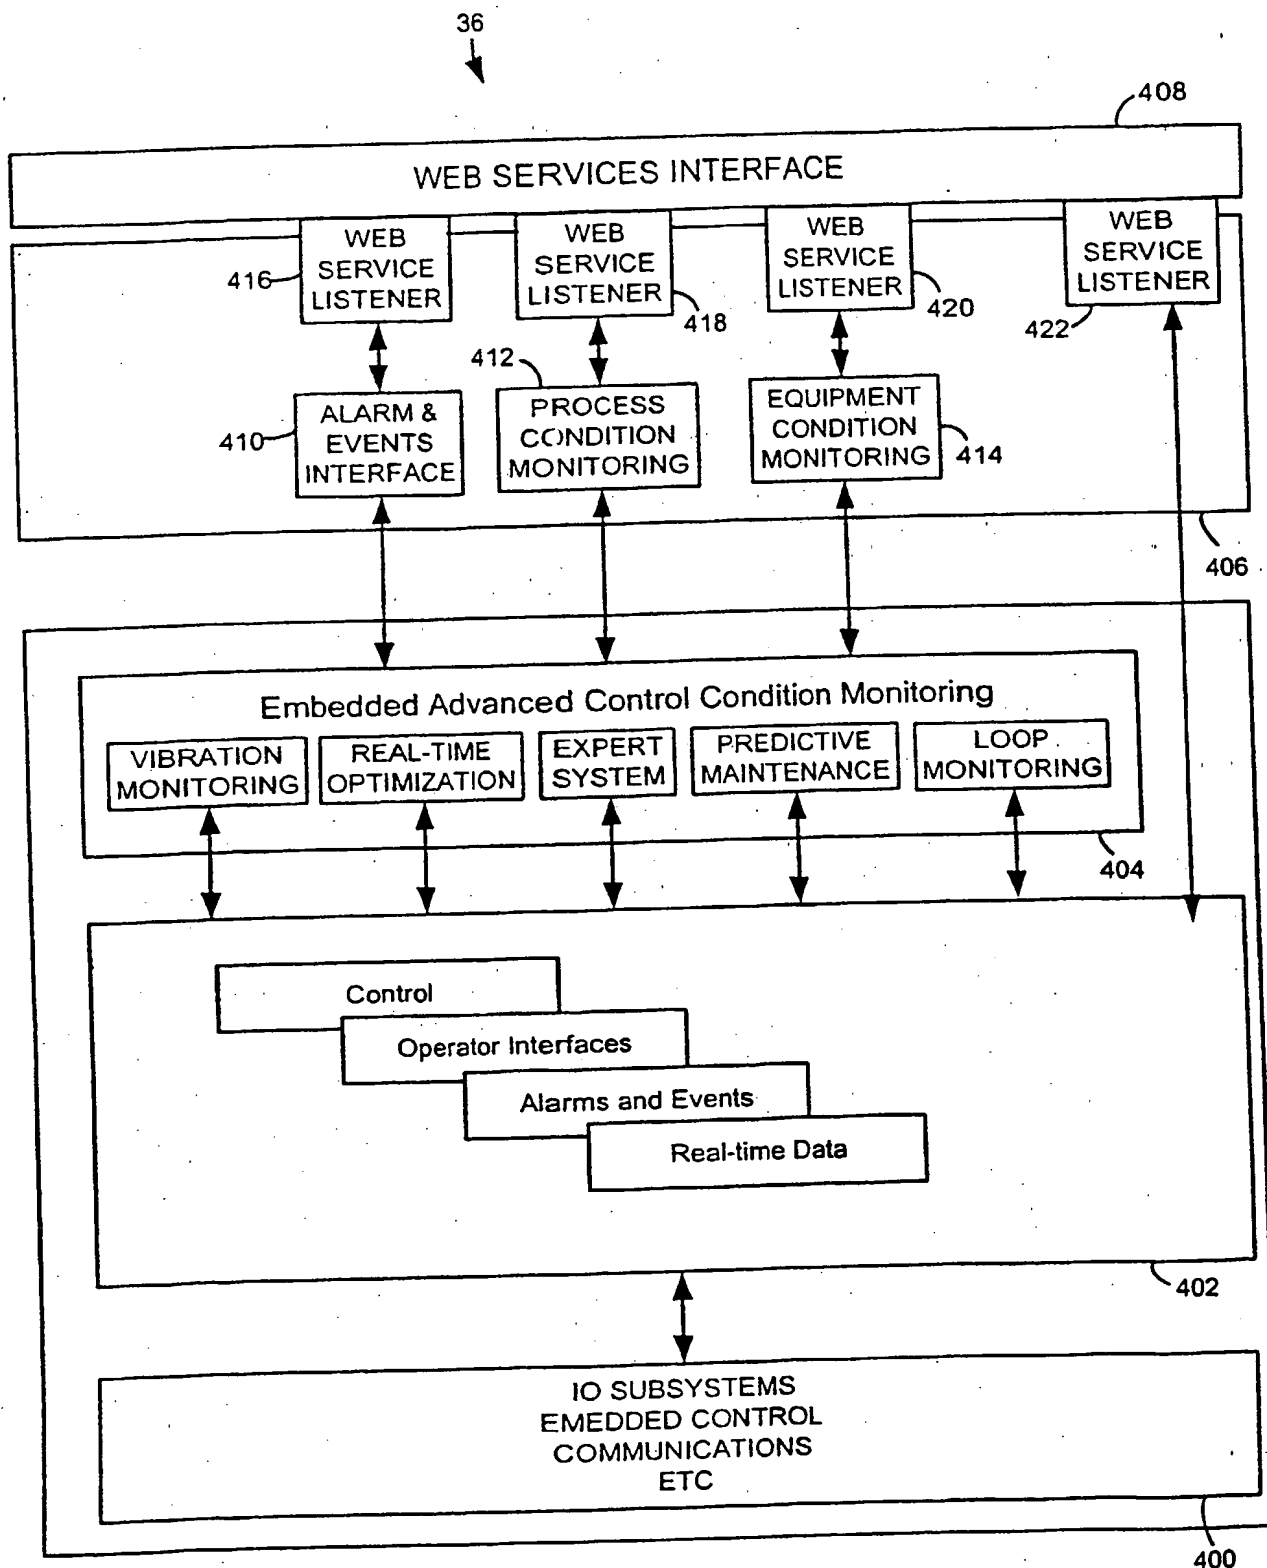 36
408
WEB SERVICES INTERFACE
WEB
SERVICE
LISTENER
416
WEB
SERVICE
LISTENER
418
WEB
SERVICE
LISTENER
420
WEB
SERVICE
LISTENER
422
410
ALARM &
EVENTS
INTERFACE
412
PROCESS
CONDITION
MONITORING
EQUIPMENT
CONDITION
MONITORING
414
406
Embedded Advanced Control Condition Monitoring
VIBRATION
MONITORING
REAL-TIME
OPTIMIZATION
EXPERT
SYSTEM
PREDICTIVE
MAINTENANCE
LOOP
MONITORING
404
Control
Operator Interfaces
Alarms and Events
Real-time Data
402
IO SUBSYSTEMS
EMEDDED CONTROL
COMMUNICATIONS
ETC
400